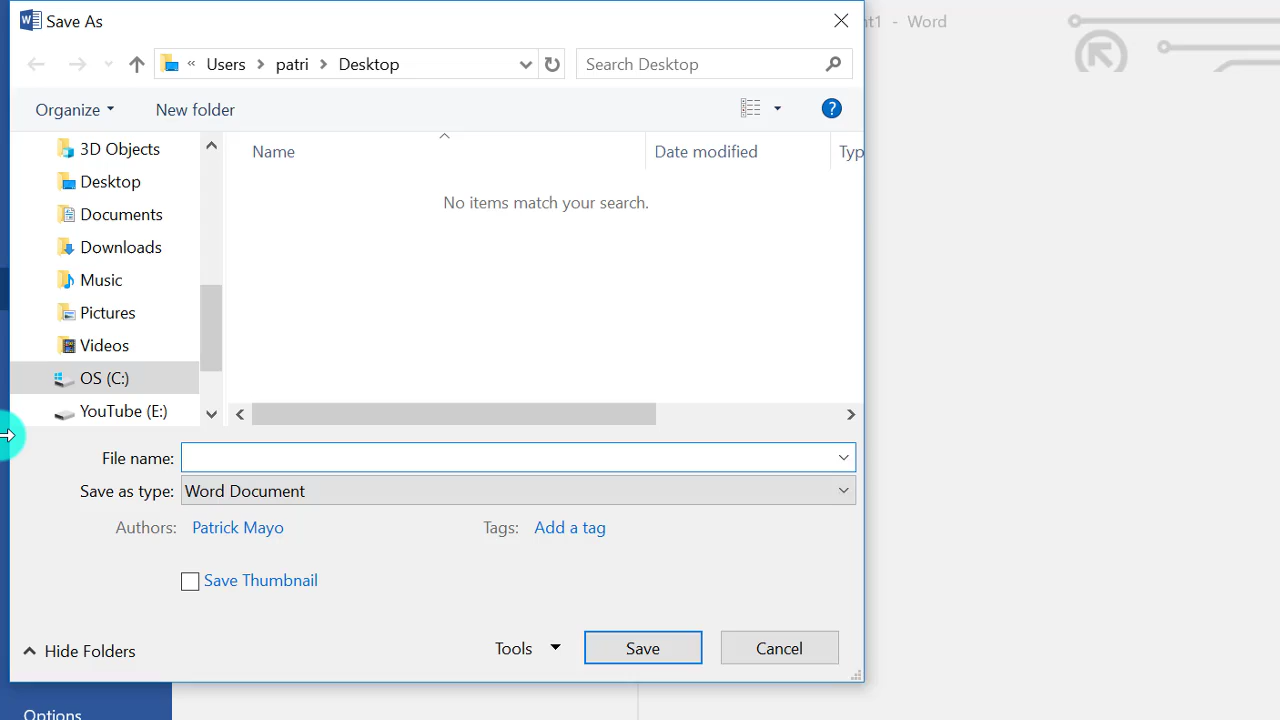 Save As
nt1 - Word
« Users > patri > Desktop
Search Desktop
Organize
New folder
?
3D Objects
Desktop
Documents
Downloads
Music
Pictures
Videos
OS (C:)
YouTube (E:)
Name
Date modified
Typ
No items match your search.
File name:
Save as type: Word Document
Authors: Patrick Mayo
Tags: Add a tag
Save Thumbnail
Hide Folders
Tools
Save
Cancel
Options